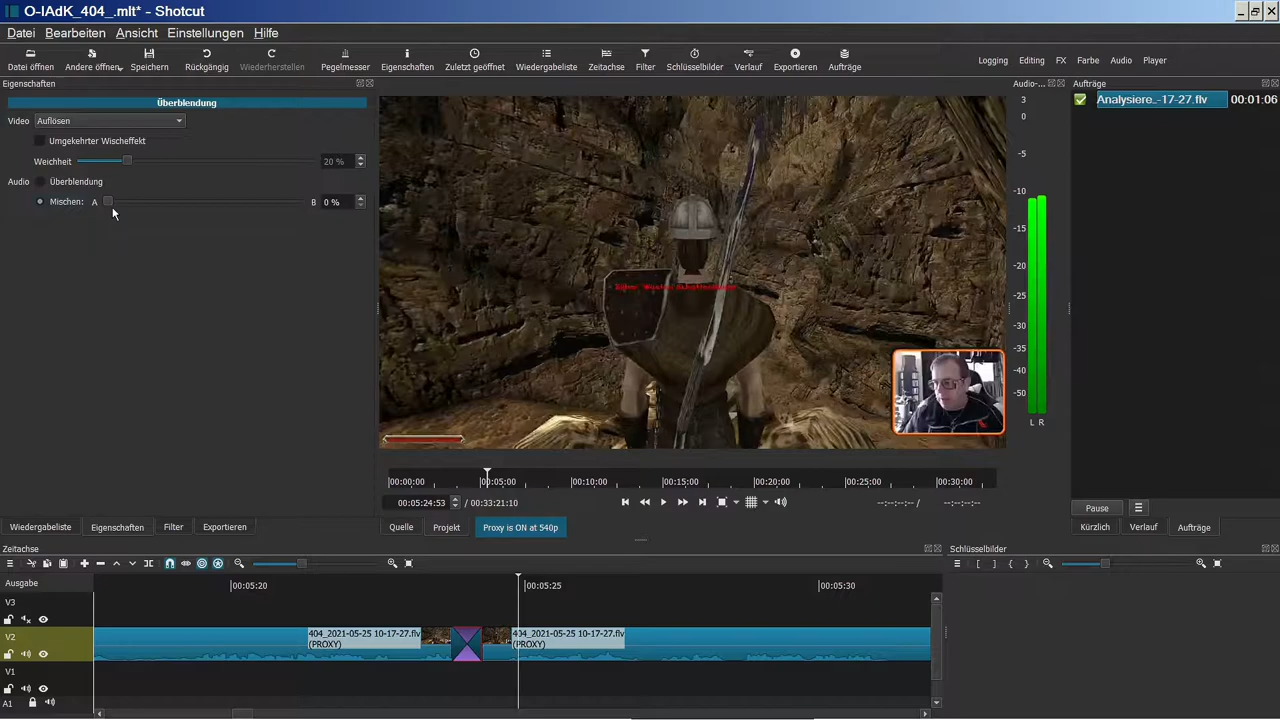 O-IAdK_404_.mlt* - Shotcut
Datei Bearbeiten Ansicht Einstellungen Hilfe
Datei öffnen Andere öffnen Speichern Rückgängig Wiederherstellen Pegelmesser Eigenschaften Zuletzt geöffnet Wiedergabeliste Zeitachse Filter Schlüsselbilder Verlauf Exportieren Aufträge
Logging Editing FX Farbe Audio Player
Eigenschaften
Überblendung
Video Auflösen
Umgekehrter Wischeffekt
Weichheit 20 %
Audio Überblendung
Mischen: A B 0 %
Audio-...
3
0
-5
-10
-15
-20
-25
-30
-35
-40
-50
L R
Aufträge
Analysiere..-17-27.flv 00:01:06
Pause
Kürzlich Verlauf Aufträge
00:00:00 00:05:00 00:10:00 00:15:00 00:20:00 00:25:00 00:30:00
00:05:24:53 / 00:33:21:10 --:--:--:-- / --:--:--:--
Wiedergabeliste Eigenschaften Filter Exportieren
Quelle Projekt Proxy is ON at 540p
Zeitachse
Schlüsselbilder
Ausgabe
00:05:20 00:05:25 00:05:30
V3
V2
404_2021-05-25 10-17-27.flv
(PROXY)
404_2021-05-25 10-17-27.flv
(PROXY)
V1
A1